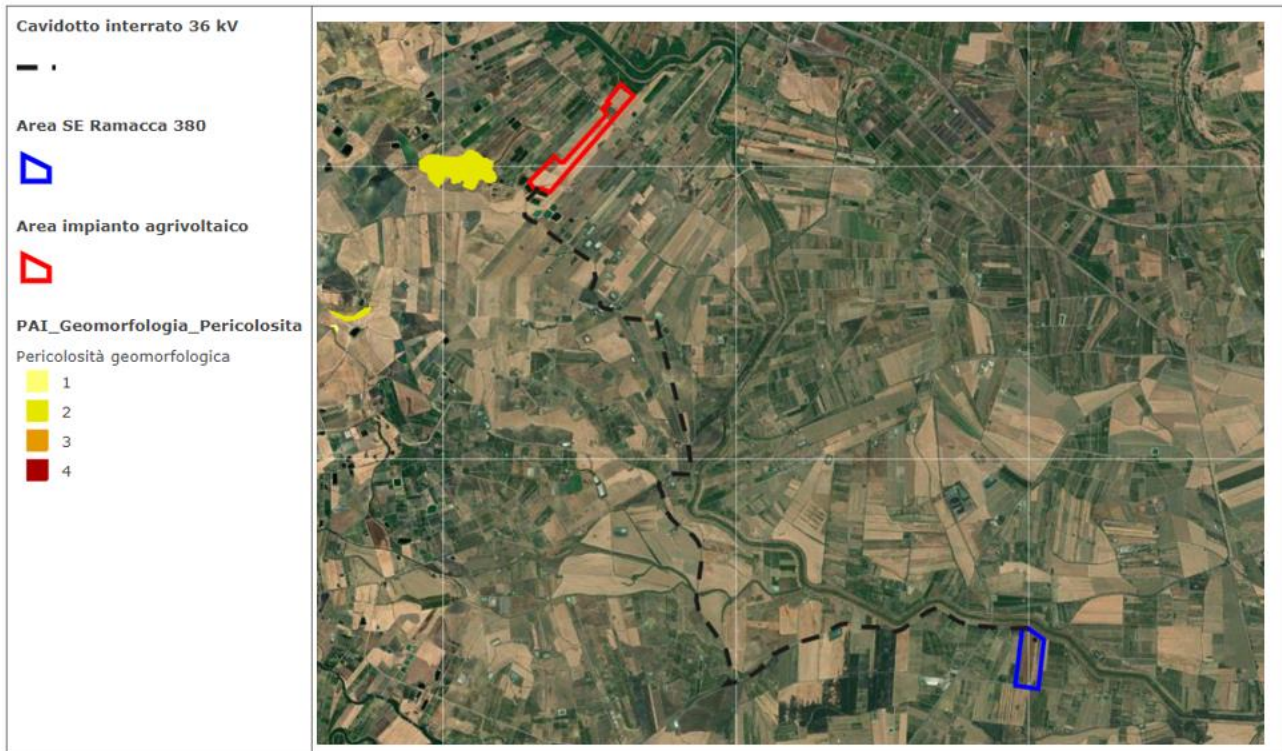 Cavidotto interrato 36 kV
Area SE Ramacca 380
Area impianto agrivoltaico
PAI_Geomorfologia_Pericolosita
Pericolosità geomorfologica
1
2
3
4